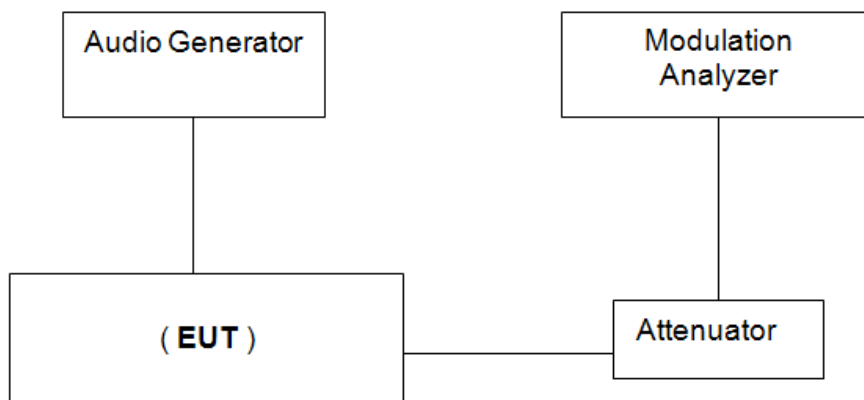 Audio Generator
Modulation
Analyzer
( EUT )
Attenuator